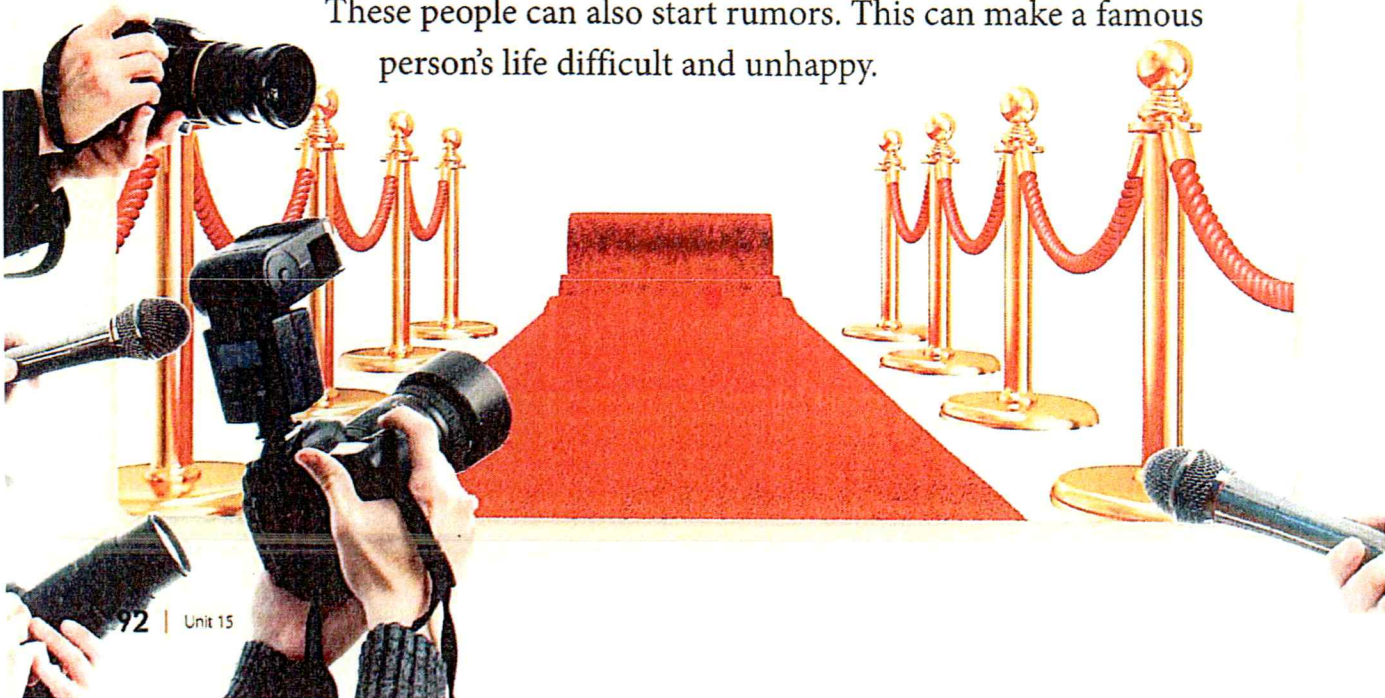 These people can also start rumors. This can make a famous
person's life difficult and unhappy.
92 | Unit 15